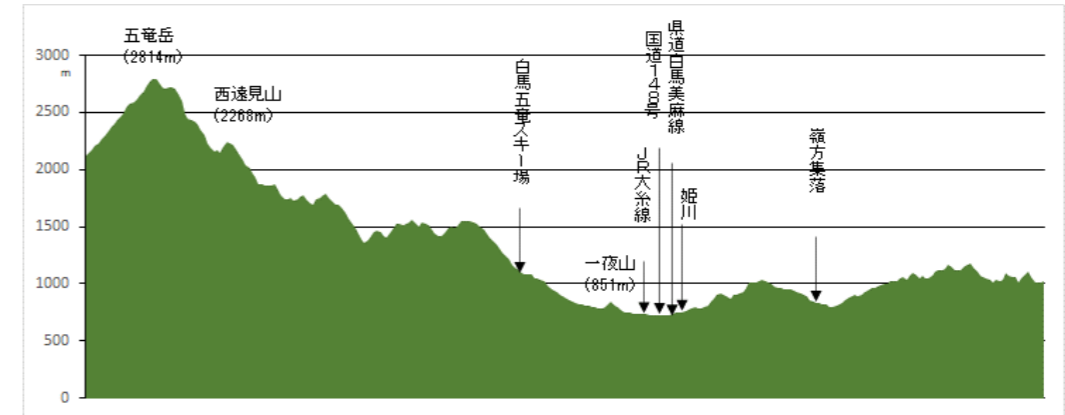 五竜岳
(2814m)
西遠見山
(2268m)
白馬五竜スキー場
一夜山
(851m)
JR大糸線
国道148号
県道白馬美麻線
姫川
嶺方集落
3000
m
2500
2000
1500
1000
500
0